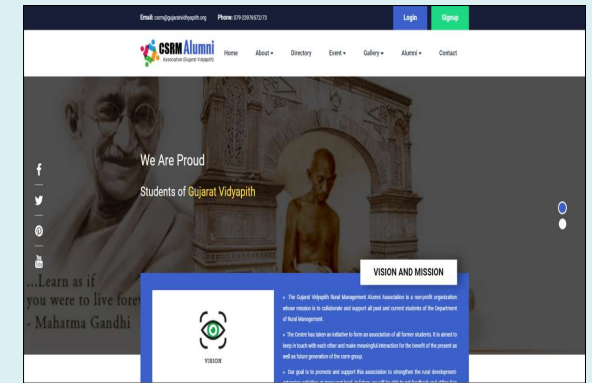 Email: csrm@gujaratvidhyapith.org Phone: 079-23976572/73 Login Signup
CSRM Alumni
Association Gujarat Vidyapith
Home About Directory Event Gallery Alumni Contact
We Are Proud
Students of Gujarat Vidyapith
...Learn as if
you were to live fore
- Mahatma Gandhi
VISION AND MISSION
VISION
• The Gujarat Vidyapith Rural Management Alumni Association is a non-profit organization
whose mission is to collaborate and support all past and current students of the Department
of Rural Management.
• The Centre has taken an initiative to form an association of all former students. It is aimed to
keep in touch with each other and make meaningful interaction for the benefit of the present as
well as future generation of the csrm group.
• Our goal is to promote and support this association to strengthen the rural development-